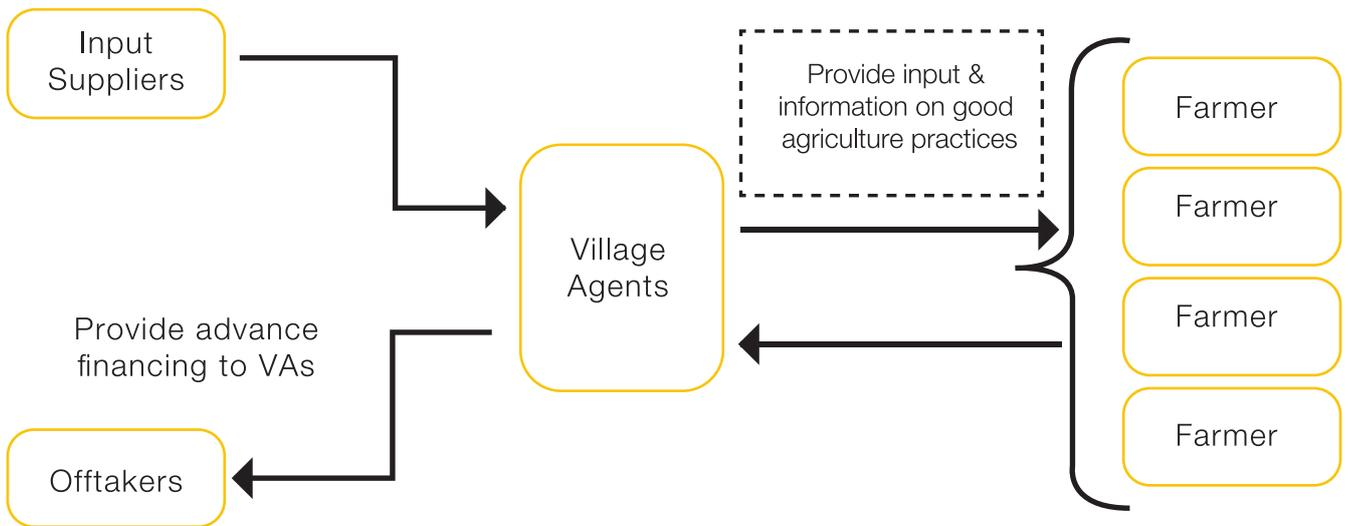 Input
Suppliers
Provide input &
information on good
agriculture practices
Farmer
Farmer
Village
Agents
Farmer
Provide advance
financing to VAs
Farmer
Offtakers